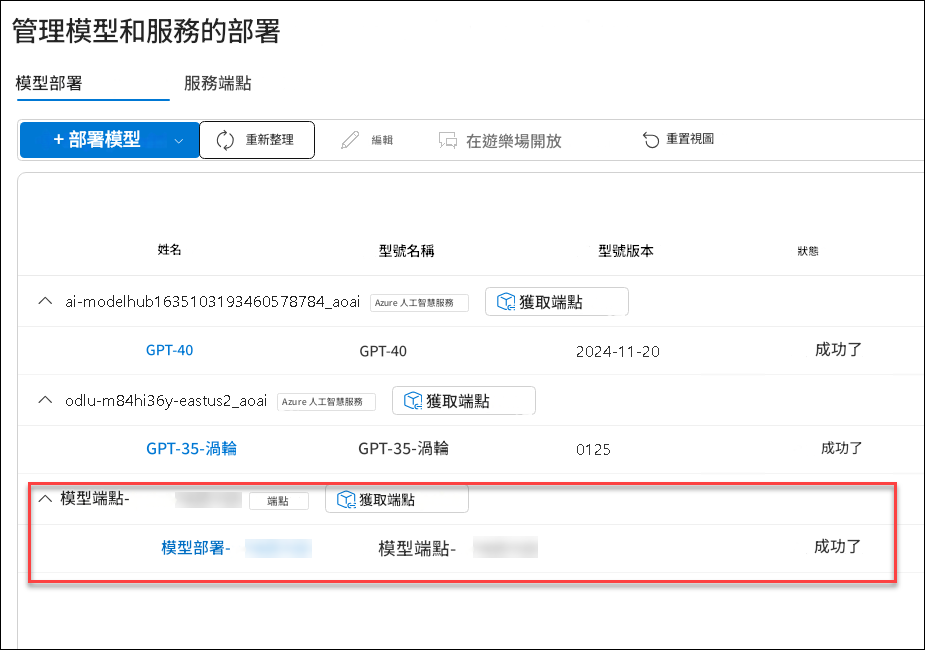 管理模型和服務的部署
模型部署 服務端點
+ 部署模型 重新整理 編輯 在遊樂場開放 重置視圖
姓名 型號名稱 型號版本 狀態
ai-modelhub1635103193460578784_aoai Azure 人工智慧服務 獲取端點
GPT-40 GPT-40 2024-11-20 成功了
odlu-m84hi36y-eastus2_aoai Azure 人工智慧服務 獲取端點
GPT-35-渦輪 GPT-35-渦輪 0125 成功了
模型端點- 端點 獲取端點
模型部署- 模型端點- 成功了